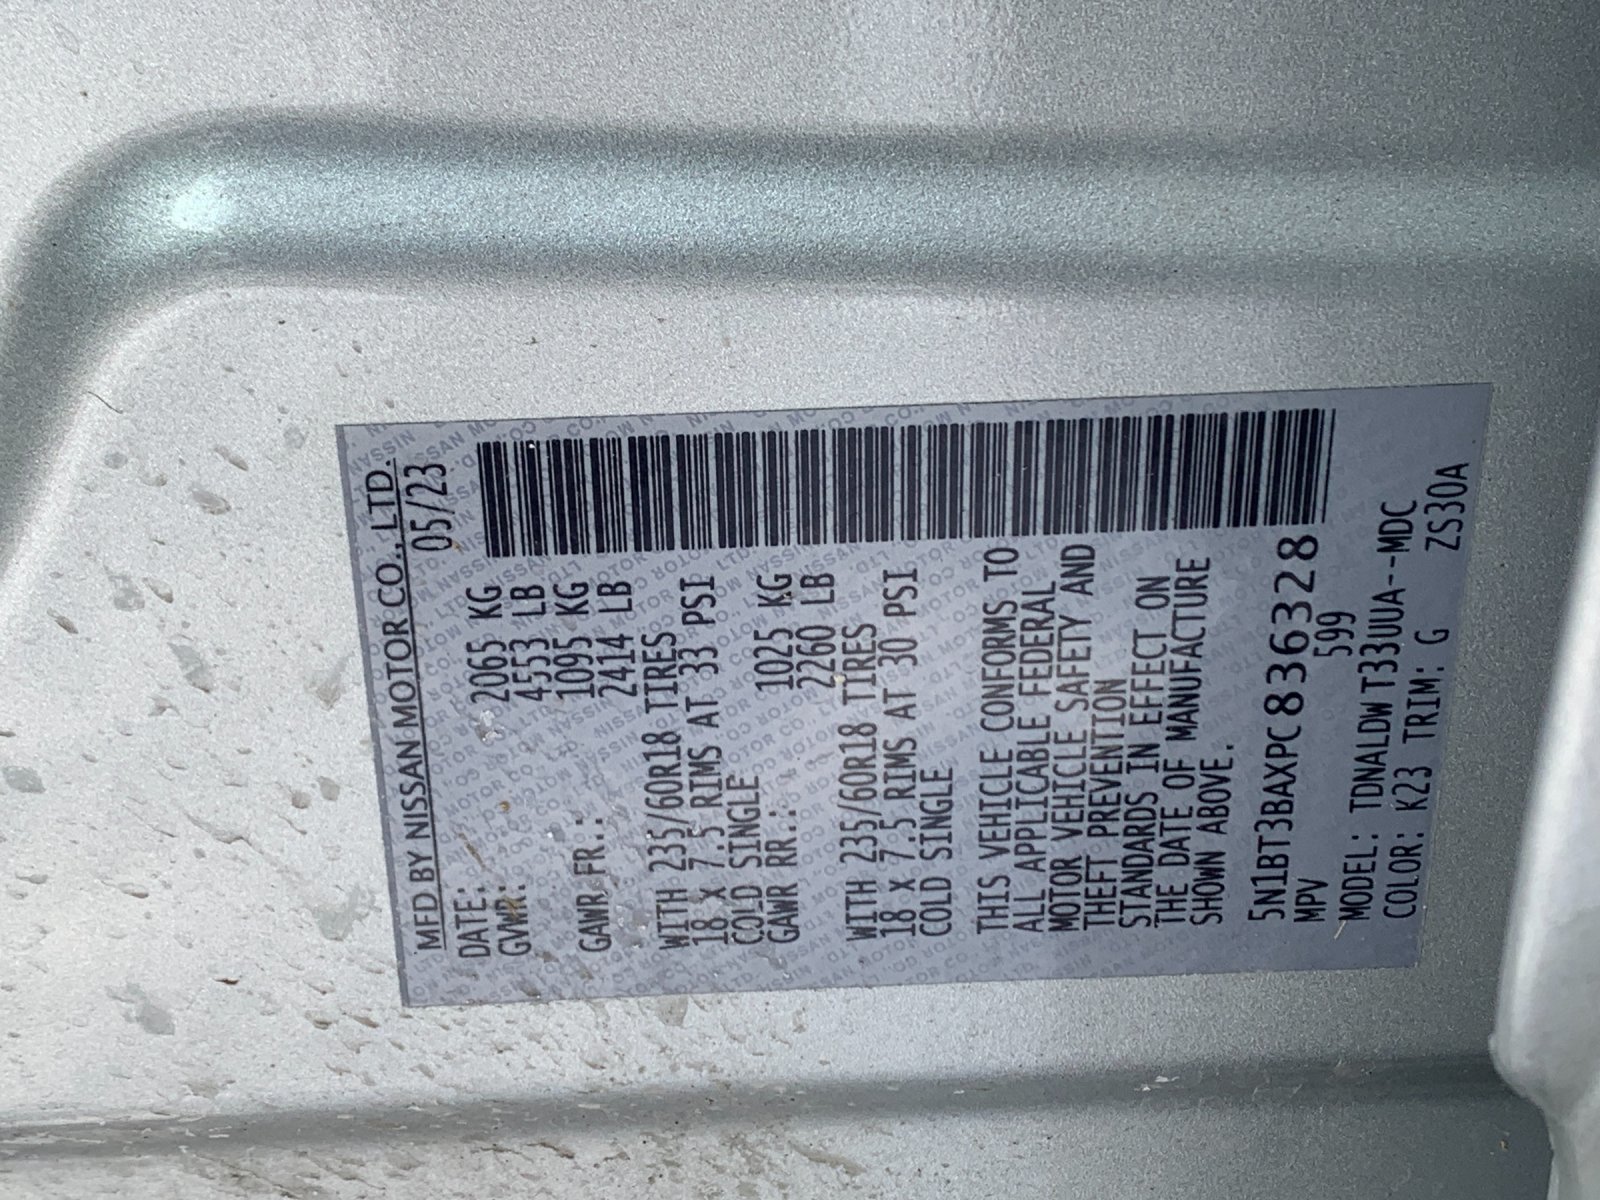 MFD BY NISSAN MOTOR CO., LTD.
DATE: 05/23
GVWR: 2065 KG
4553 LB
GAWR FR.: 1095 KG
2414 LB
WITH 235/60R18 TIRES
18 X 7.5 RIMS AT 33 PSI
COLD SINGLE
GAWR RR.: 1025 KG
2260 LB
WITH 235/60R18 TIRES
18 X 7.5 RIMS AT 30 PSI
COLD SINGLE
THIS VEHICLE CONFORMS TO
ALL APPLICABLE FEDERAL
MOTOR VEHICLE SAFETY AND
THEFT PREVENTION
STANDARDS IN EFFECT ON
THE DATE OF MANUFACTURE
SHOWN ABOVE.
5N1BT3BAXPC836328
MPV 599
MODEL: TDNALDW T33UUA--MDC
COLOR: K23 TRIM: G ZS30A